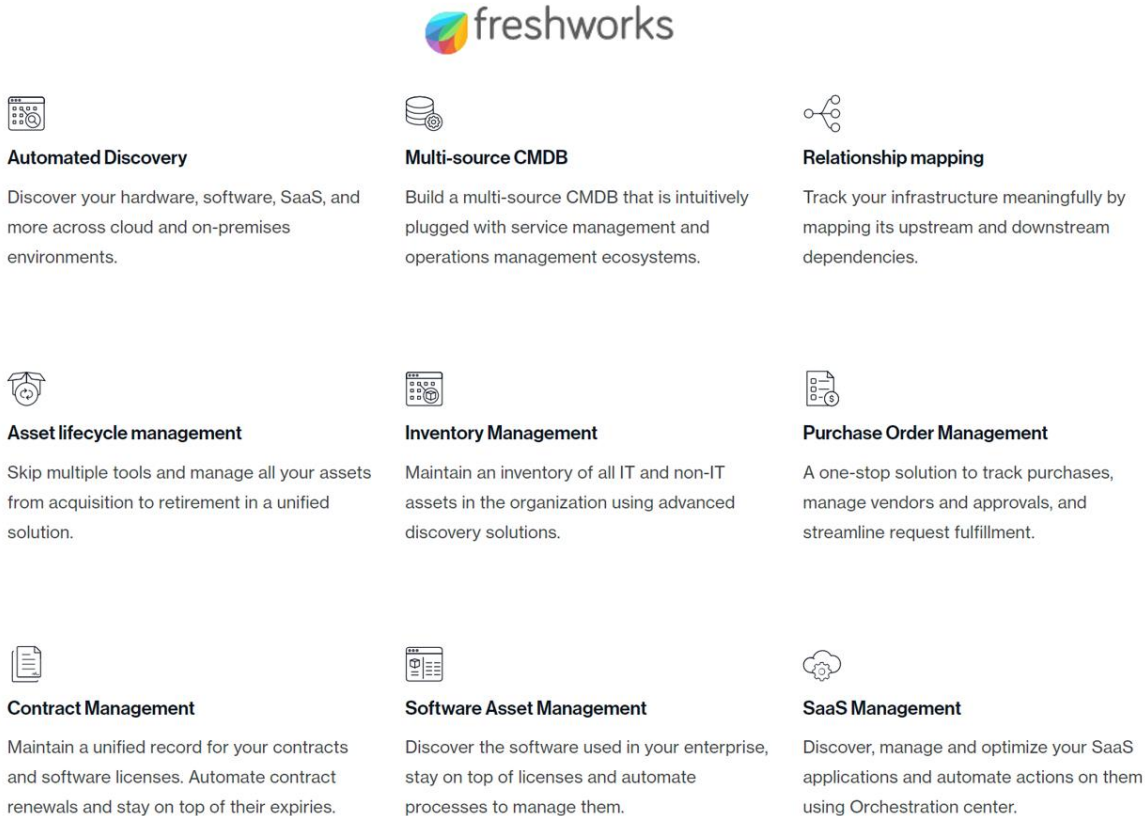 freshworks
Automated Discovery
Discover your hardware, software, SaaS, and
more across cloud and on-premises
environments.
Multi-source CMDB
Build a multi-source CMDB that is intuitively
plugged with service management and
operations management ecosystems.
Relationship mapping
Track your infrastructure meaningfully by
mapping its upstream and downstream
dependencies.
Asset lifecycle management
Skip multiple tools and manage all your assets
from acquisition to retirement in a unified
solution.
Inventory Management
Maintain an inventory of all IT and non-IT
assets in the organization using advanced
discovery solutions.
Purchase Order Management
A one-stop solution to track purchases,
manage vendors and approvals, and
streamline request fulfillment.
Contract Management
Maintain a unified record for your contracts
and software licenses. Automate contract
renewals and stay on top of their expiries.
Software Asset Management
Discover the software used in your enterprise,
stay on top of licenses and automate
processes to manage them.
SaaS Management
Discover, manage and optimize your SaaS
applications and automate actions on them
using Orchestration center.